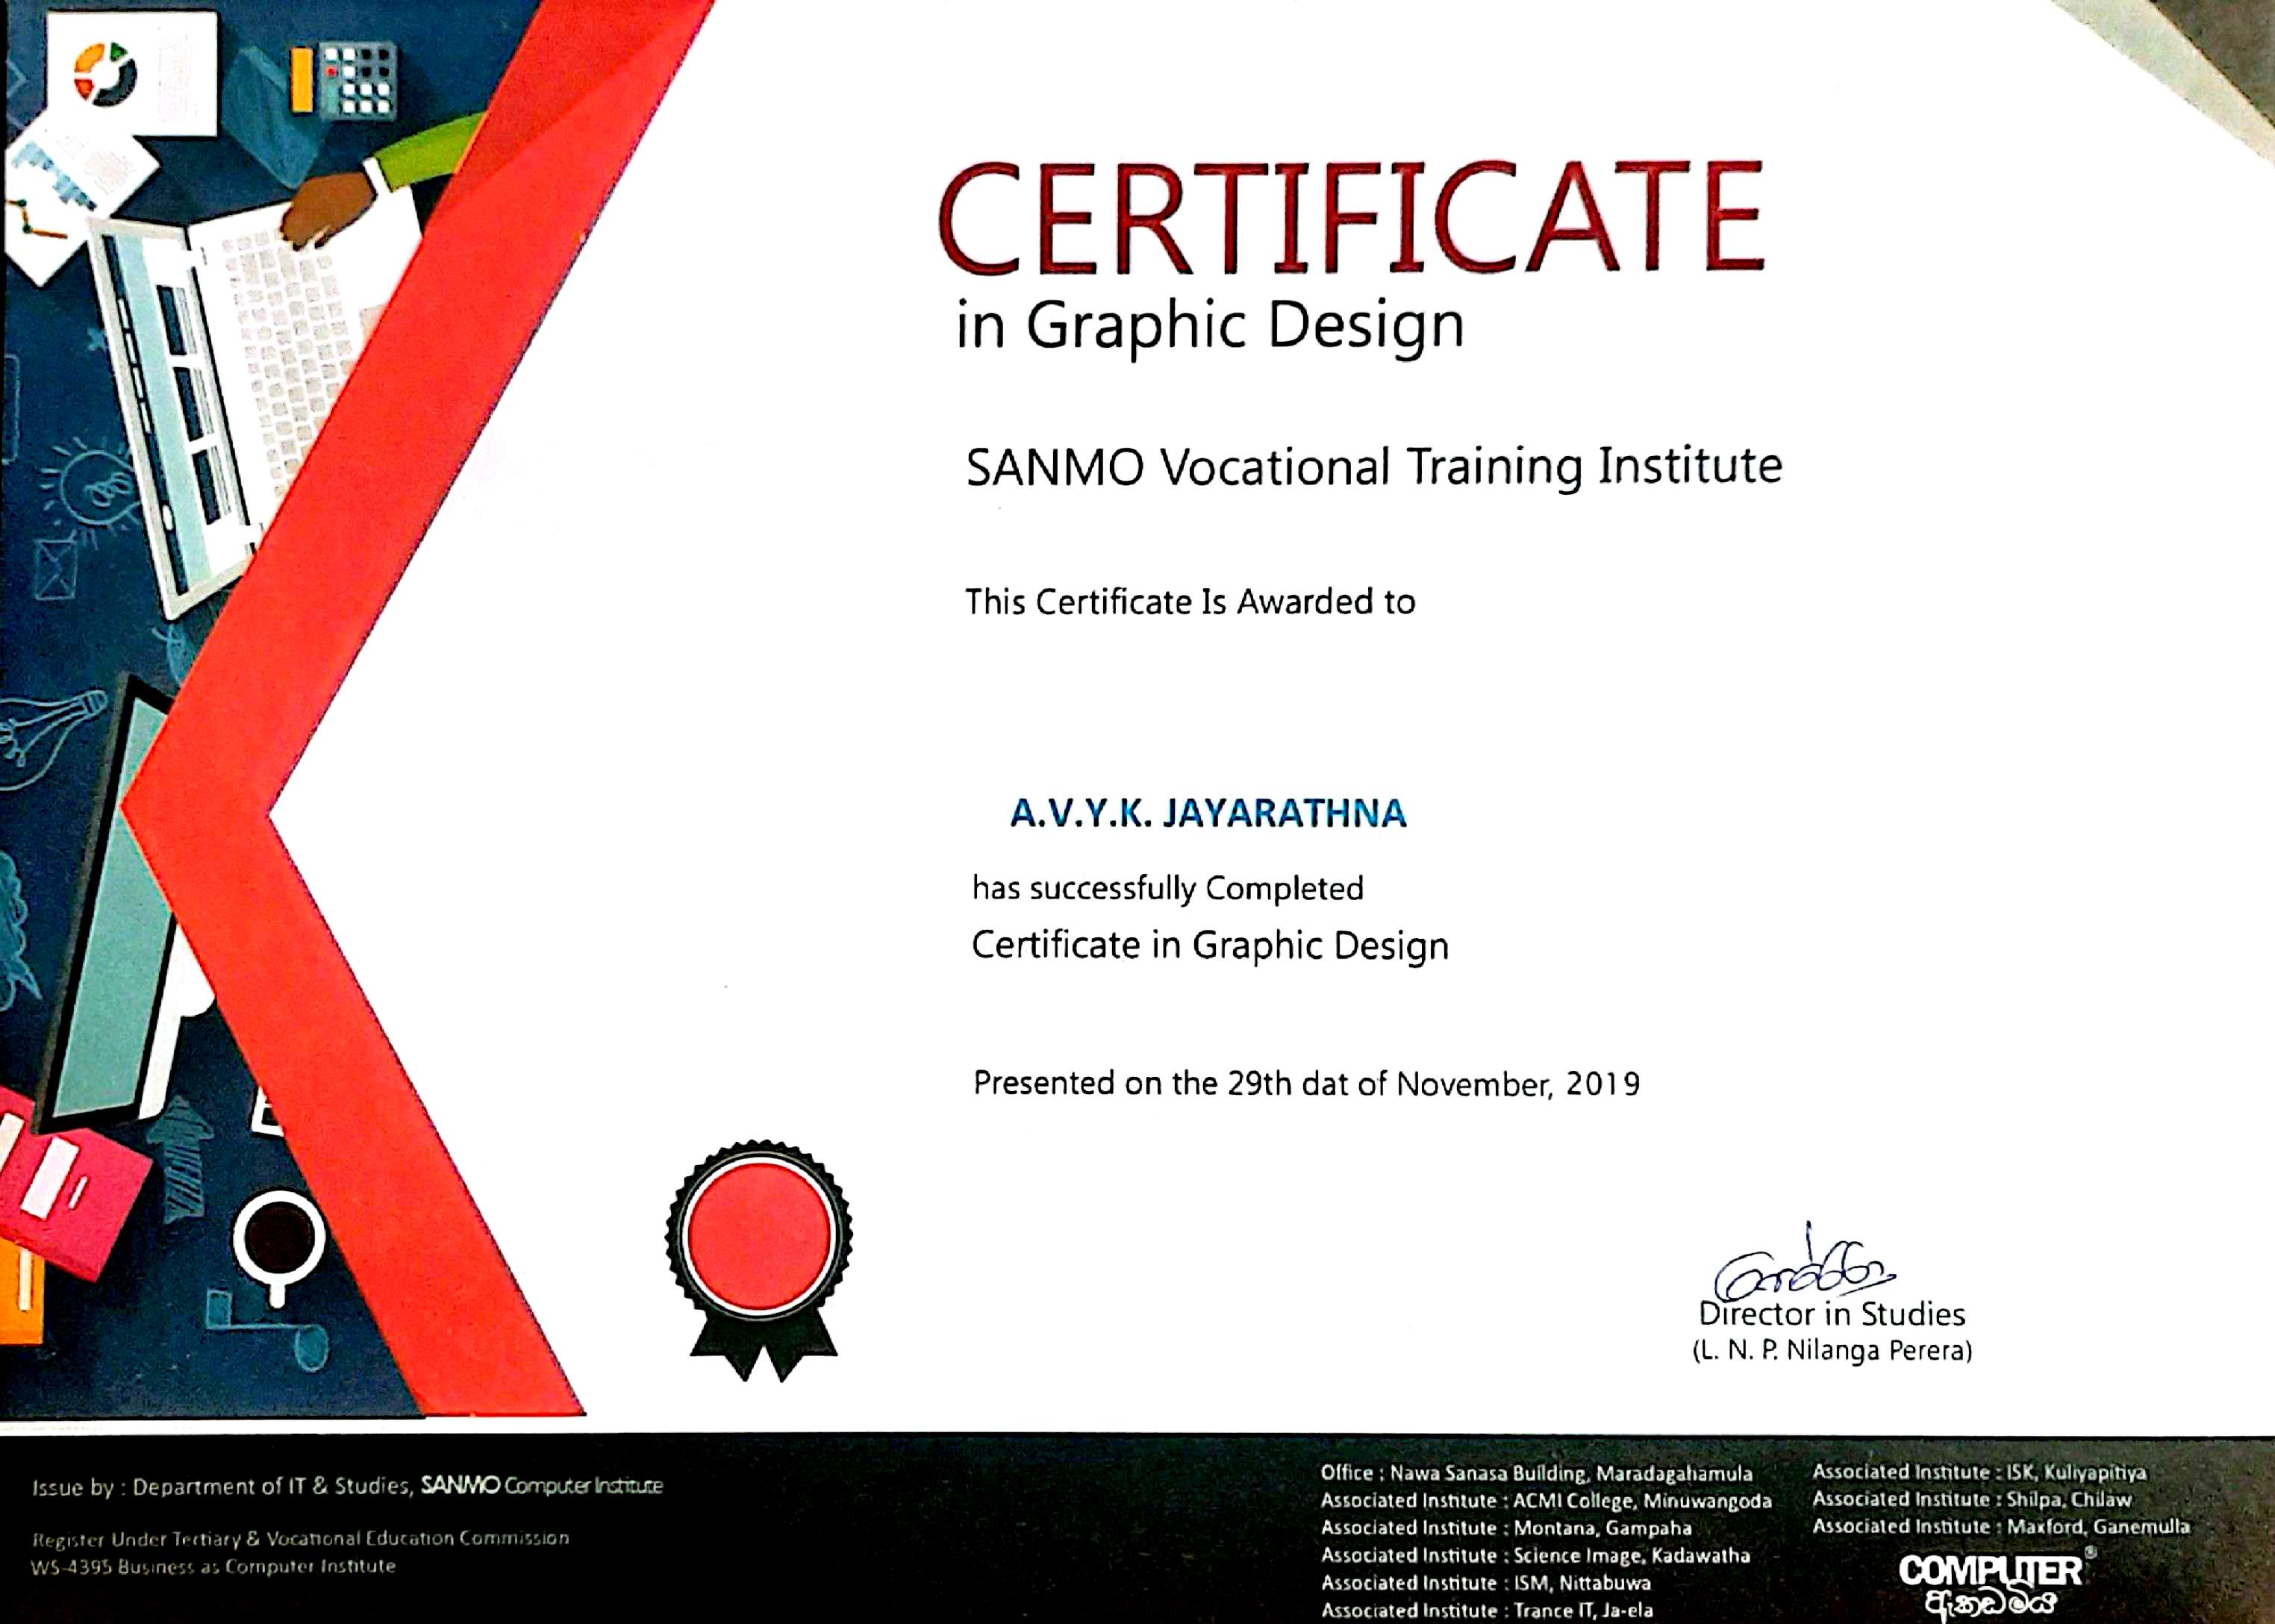 CERTIFICATE
in Graphic Design
SANMO Vocational Training Institute
This Certificate Is Awarded to
A.V.Y.K. JAYARATHNA
has successfully Completed
Certificate in Graphic Design
Presented on the 29th dat of November, 2019
Director in Studies
(L. N. P. Nilanga Perera)
Issue by : Department of IT & Studies, SANMO Computer Institute
Register Under Tertiary & Vocational Education Commission
WS-4395 Business as Computer Institute
Office : Nawa Sanasa Building, Maradagahamula
Associated Institute : ACMI College, Minuwangoda
Associated Institute : Montana, Gampaha
Associated Institute : Science Image, Kadawatha
Associated Institute : ISM, Nittabuwa
Associated Institute : Trance IT, Ja-ela
Associated Institute : ISK, Kuliyapitiya
Associated Institute : Shilpa, Chilaw
Associated Institute : Maxford, Ganemulla
COMPUTER®
ඇකඩමිය